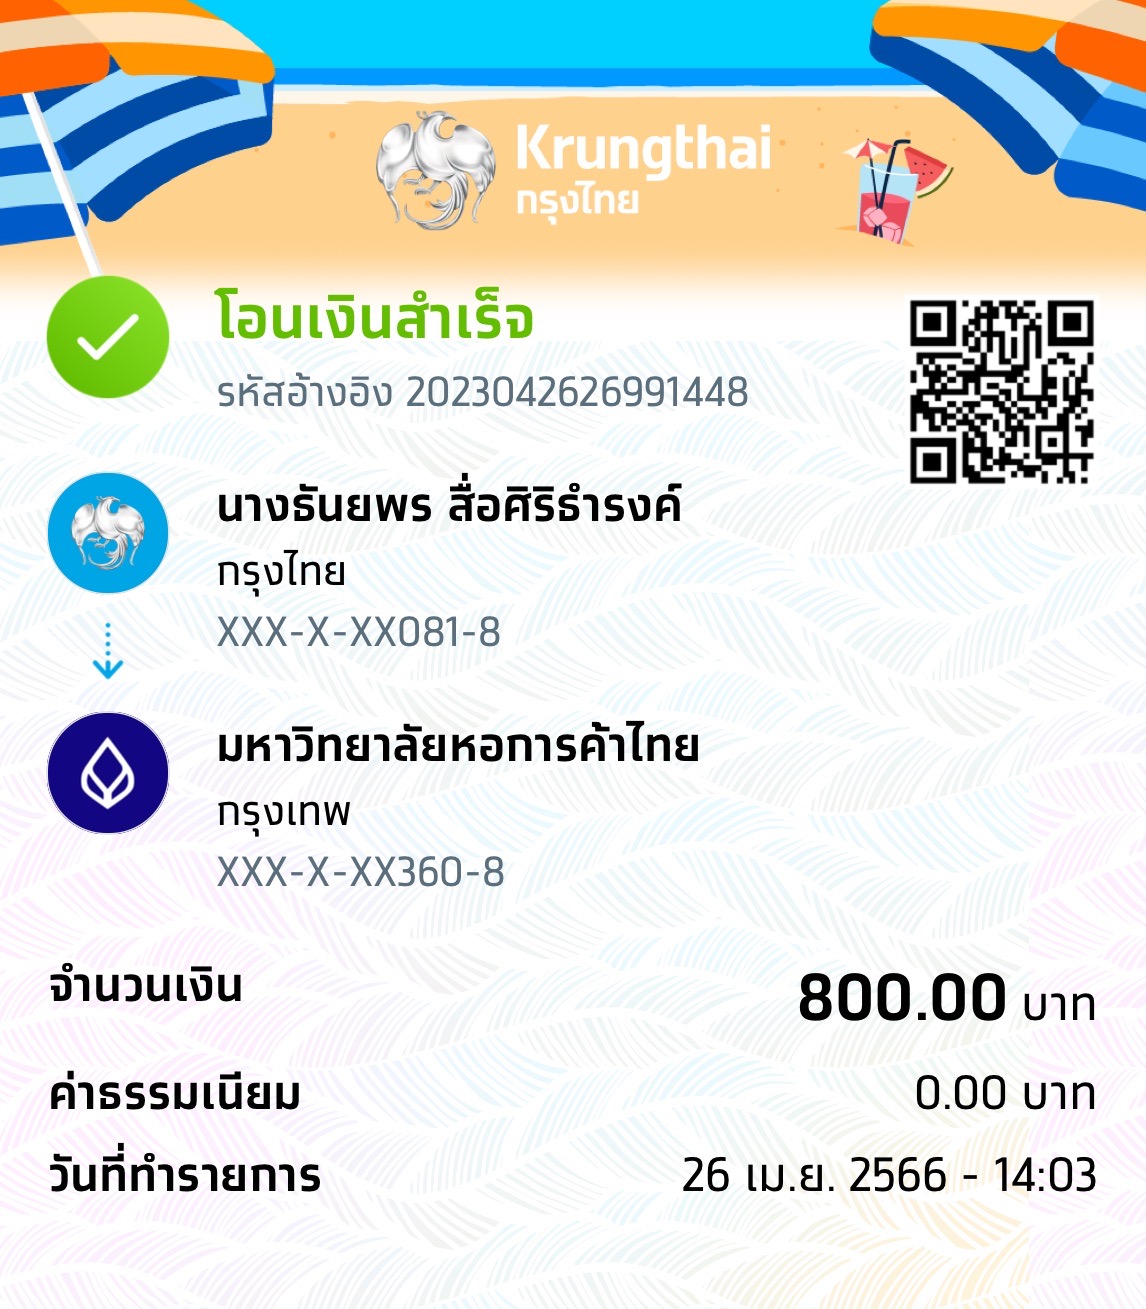 Krungthai
กรุงไทย
โอนเงินสำเร็จ
รหัสอ้างอิง 2023042626991448
นางธันยพร สื่อศิริธำรงค์
กรุงไทย
XXX-X-XX081-8
มหาวิทยาลัยหอการค้าไทย
กรุงเทพ
XXX-X-XX360-8
จำนวนเงิน 800.00 บาท
ค่าธรรมเนียม 0.00 บาท
วันที่ทำรายการ 26 เม.ย. 2566 - 14:03